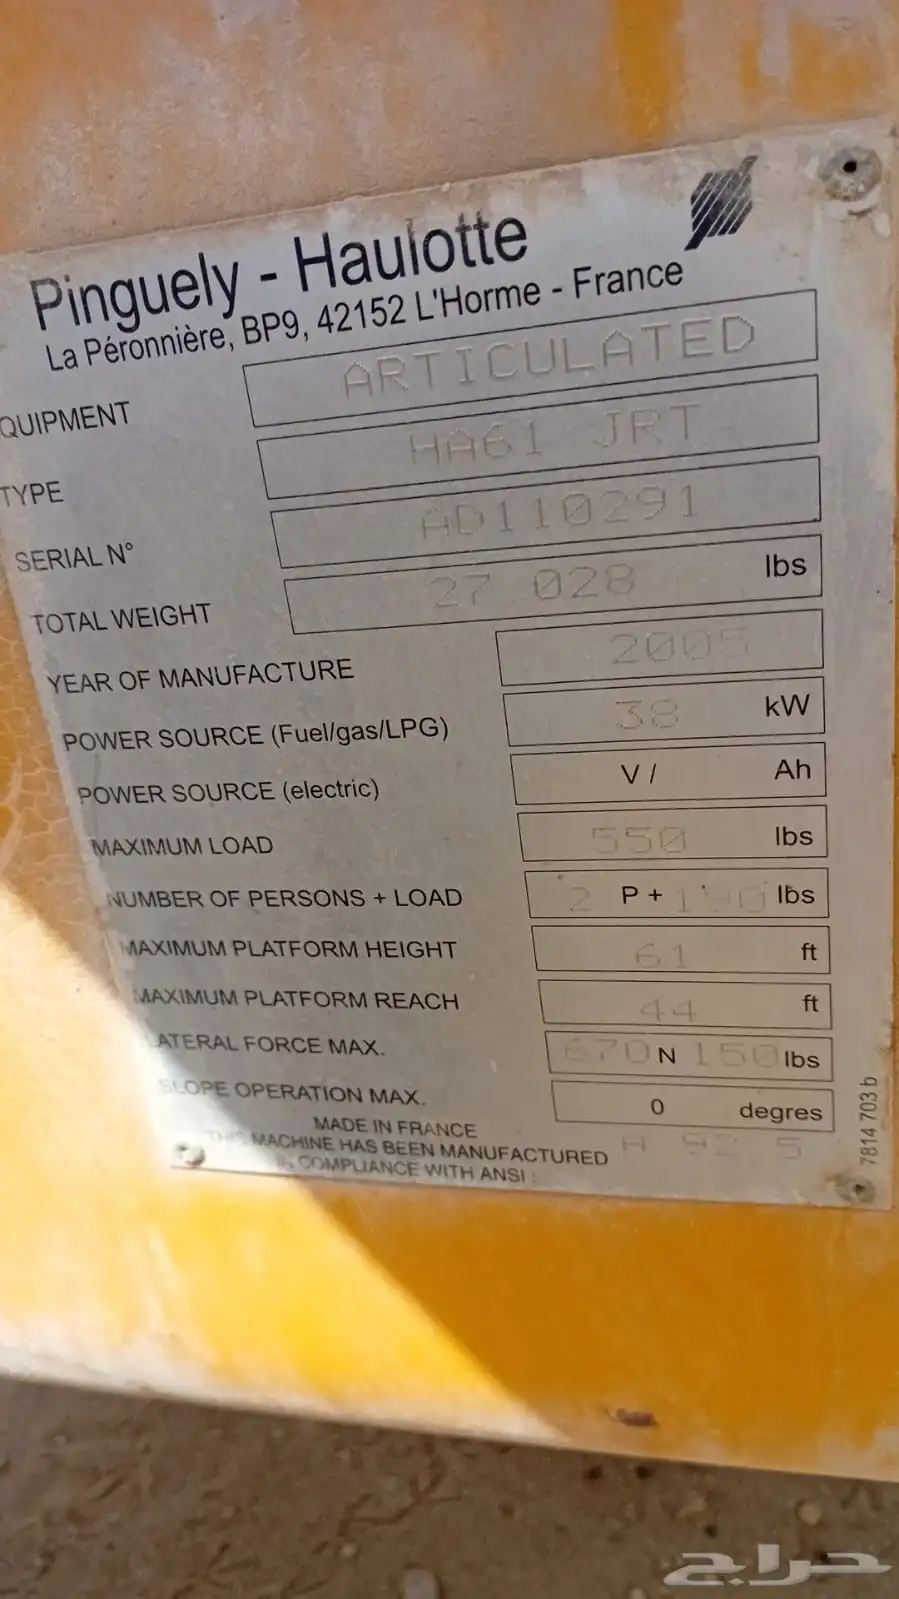 Pinguely - Haulotte
La Péronnière, BP9, 42152 L'Horme - France
QUIPMENT ARTICULATED
TYPE HA61 JRT
SERIAL N° AD110291
TOTAL WEIGHT 27 028 lbs
YEAR OF MANUFACTURE 2005
POWER SOURCE (Fuel/gas/LPG) 38 kW
POWER SOURCE (electric) V / Ah
MAXIMUM LOAD 550 lbs
NUMBER OF PERSONS + LOAD 2 P + 190 lbs
MAXIMUM PLATFORM HEIGHT 61 ft
MAXIMUM PLATFORM REACH 44 ft
LATERAL FORCE MAX. 670 N 150 lbs
SLOPE OPERATION MAX. 0 degres
MADE IN FRANCE
THIS MACHINE HAS BEEN MANUFACTURED
IN COMPLIANCE WITH ANSI : A 92 5
7814 703 b
حراج